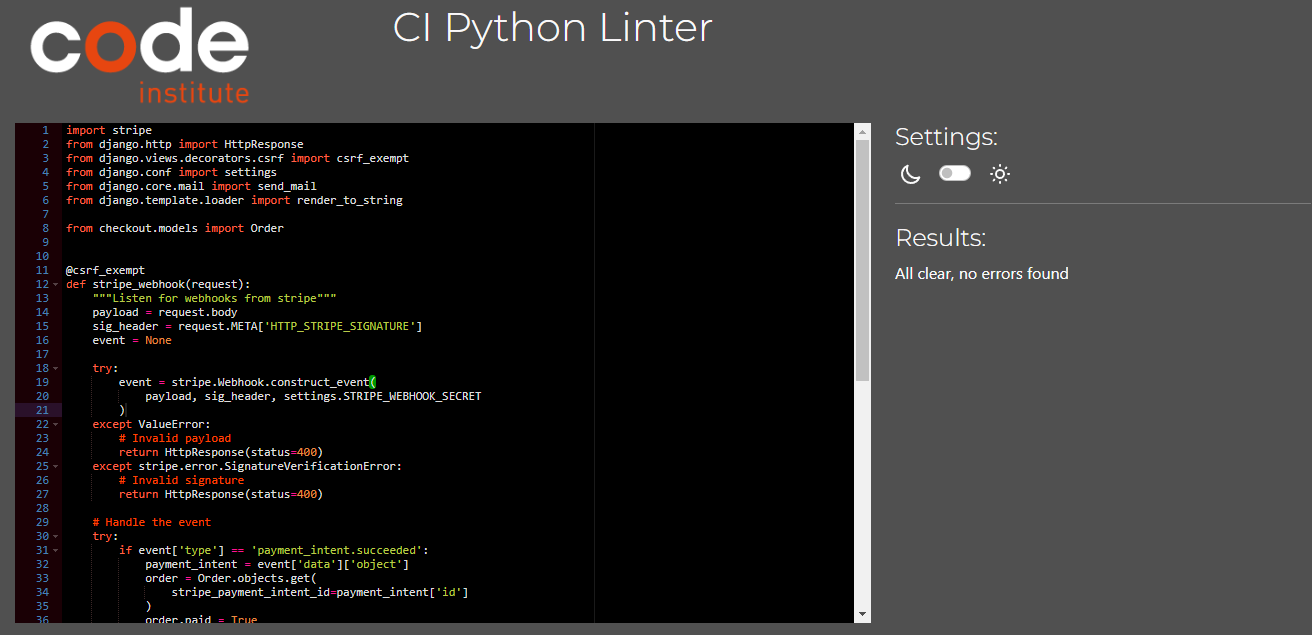 code
institute
CI Python Linter
1 import stripe
2 from django.http import HttpResponse
3 from django.views.decorators.csrf import csrf_exempt
4 from django.conf import settings
5 from django.core.mail import send_mail
6 from django.template.loader import render_to_string
7
8 from checkout.models import Order
9
10
11 @csrf_exempt
12 def stripe_webhook(request):
13     """Listen for webhooks from stripe"""
14     payload = request.body
15     sig_header = request.META['HTTP_STRIPE_SIGNATURE']
16     event = None
17
18     try:
19         event = stripe.Webhook.construct_event(
20             payload, sig_header, settings.STRIPE_WEBHOOK_SECRET
21         )
22     except ValueError:
23         # Invalid payload
24         return HttpResponse(status=400)
25     except stripe.error.SignatureVerificationError:
26         # Invalid signature
27         return HttpResponse(status=400)
28
29     # Handle the event
30     try:
31         if event['type'] == 'payment_intent.succeeded':
32             payment_intent = event['data']['object']
33             order = Order.objects.get(
34                 stripe_payment_intent_id=payment_intent['id']
35             )
36             order.paid = True
Settings:
Results:
All clear, no errors found